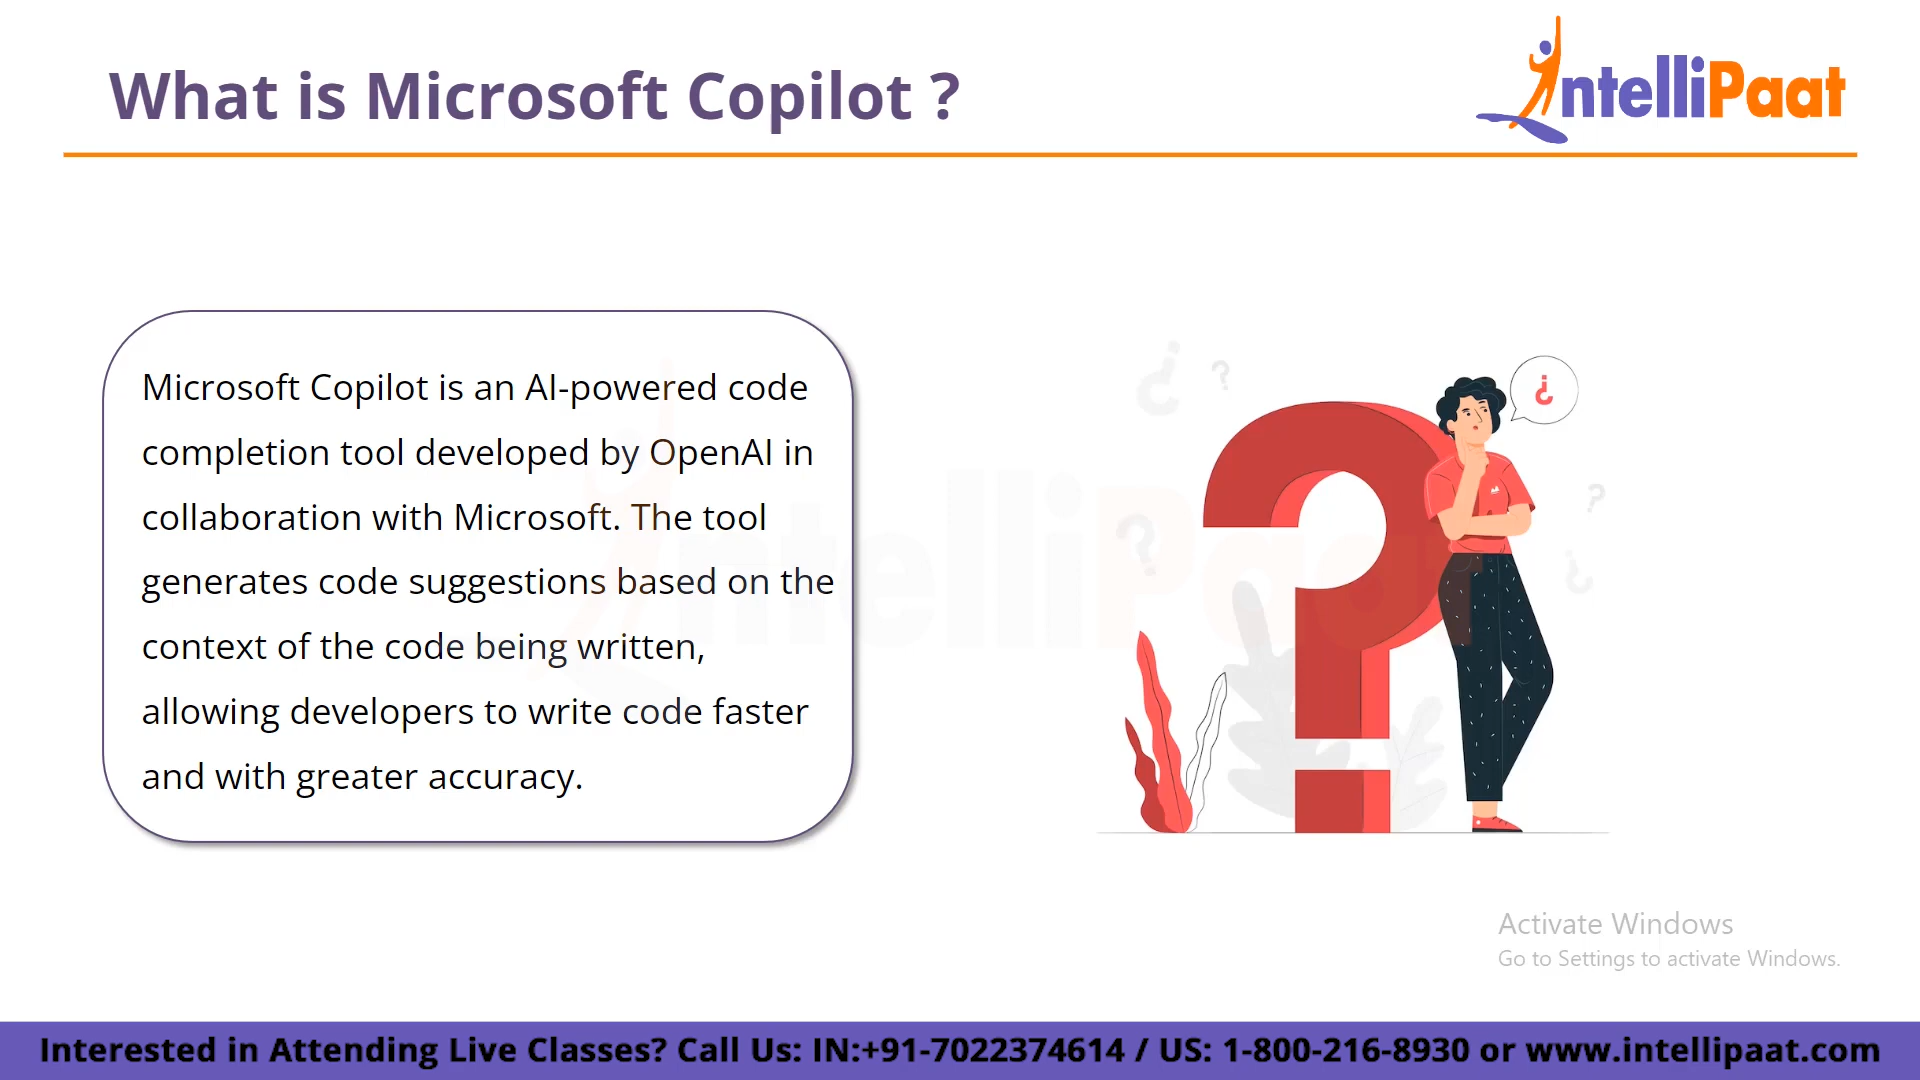 What is Microsoft Copilot ?
IntelliPaat
Microsoft Copilot is an AI-powered code
completion tool developed by OpenAI in
collaboration with Microsoft. The tool
generates code suggestions based on the
context of the code being written,
allowing developers to write code faster
and with greater accuracy.
IntelliPaat
Activate Windows
Go to Settings to activate Windows.
Interested in Attending Live Classes? Call Us: IN:+91-7022374614 / US: 1-800-216-8930 or www.intellipaat.com